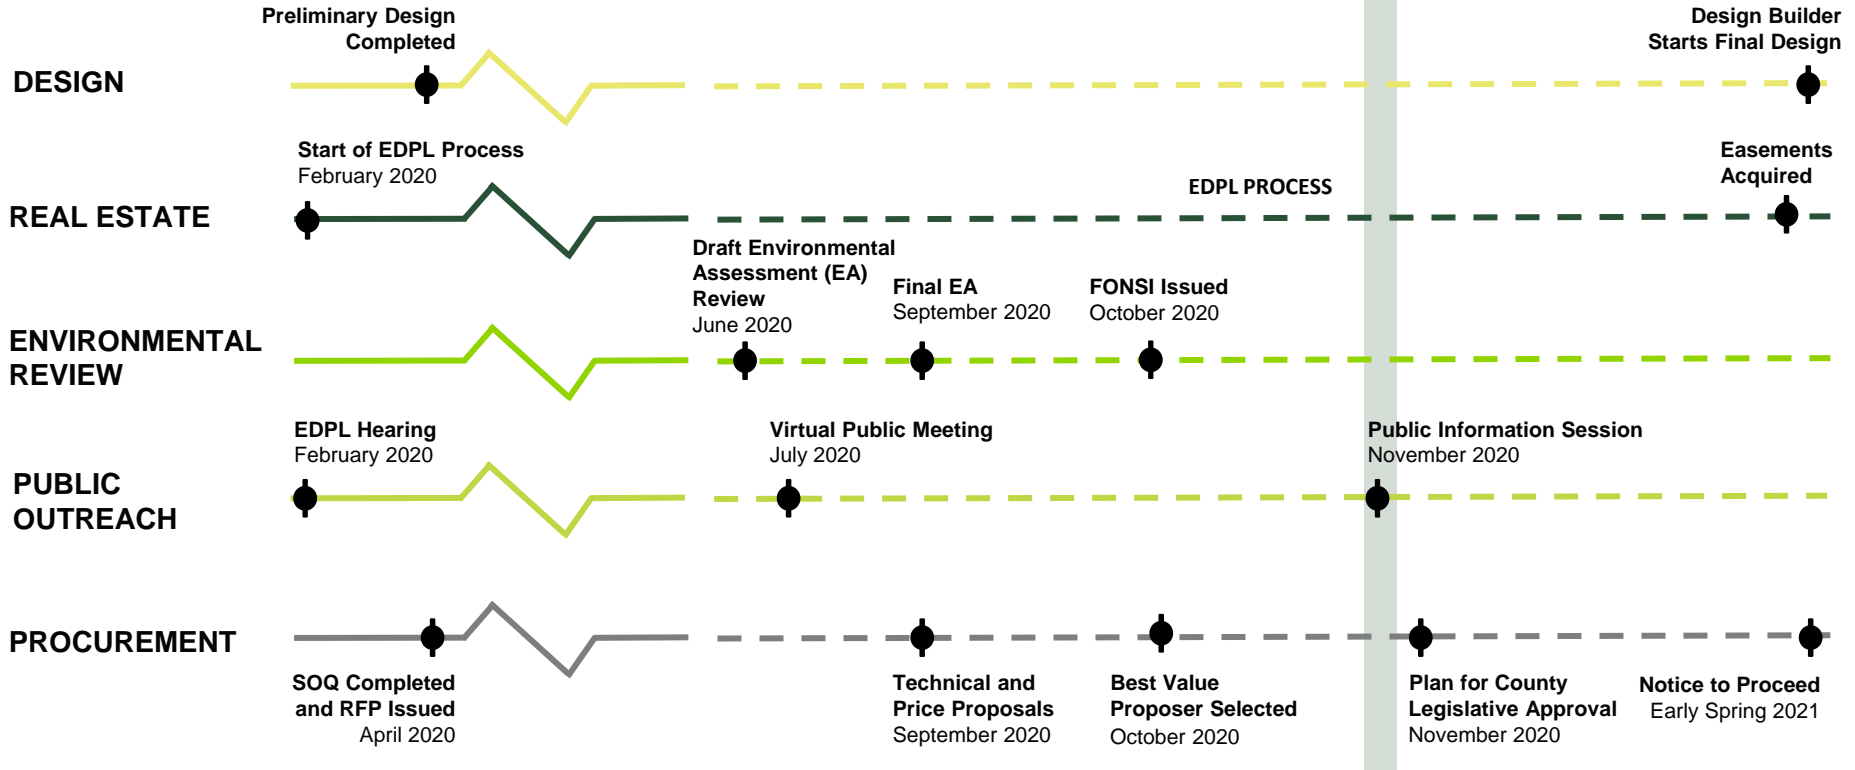 Preliminary Design
Completed
Design Builder
Starts Final Design
DESIGN
Start of EDPL Process
February 2020
EDPL PROCESS
Easements
Acquired
REAL ESTATE
Draft Environmental
Assessment (EA)
Review
June 2020
Final EA
September 2020
FONSI Issued
October 2020
ENVIRONMENTAL
REVIEW
EDPL Hearing
February 2020
Virtual Public Meeting
July 2020
Public Information Session
November 2020
PUBLIC
OUTREACH
PROCUREMENT
SOQ Completed
and RFP Issued
April 2020
Technical and
Price Proposals
September 2020
Best Value
Proposer Selected
October 2020
Plan for County
Legislative Approval
November 2020
Notice to Proceed
Early Spring 2021